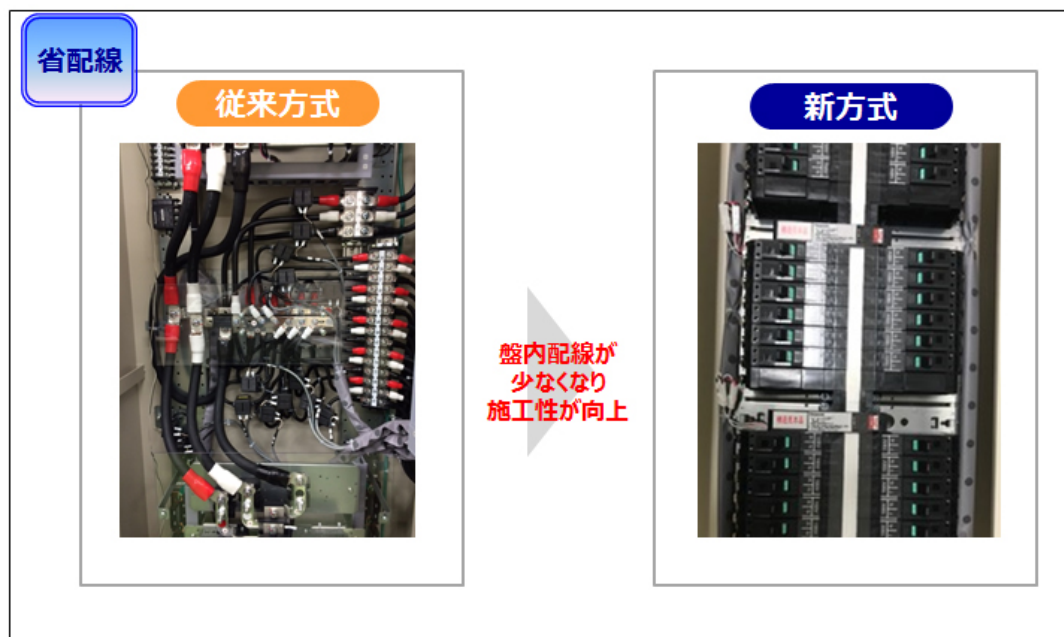 省配線
従来方式
新方式
盤内配線が
少なくなり
施工性が向上